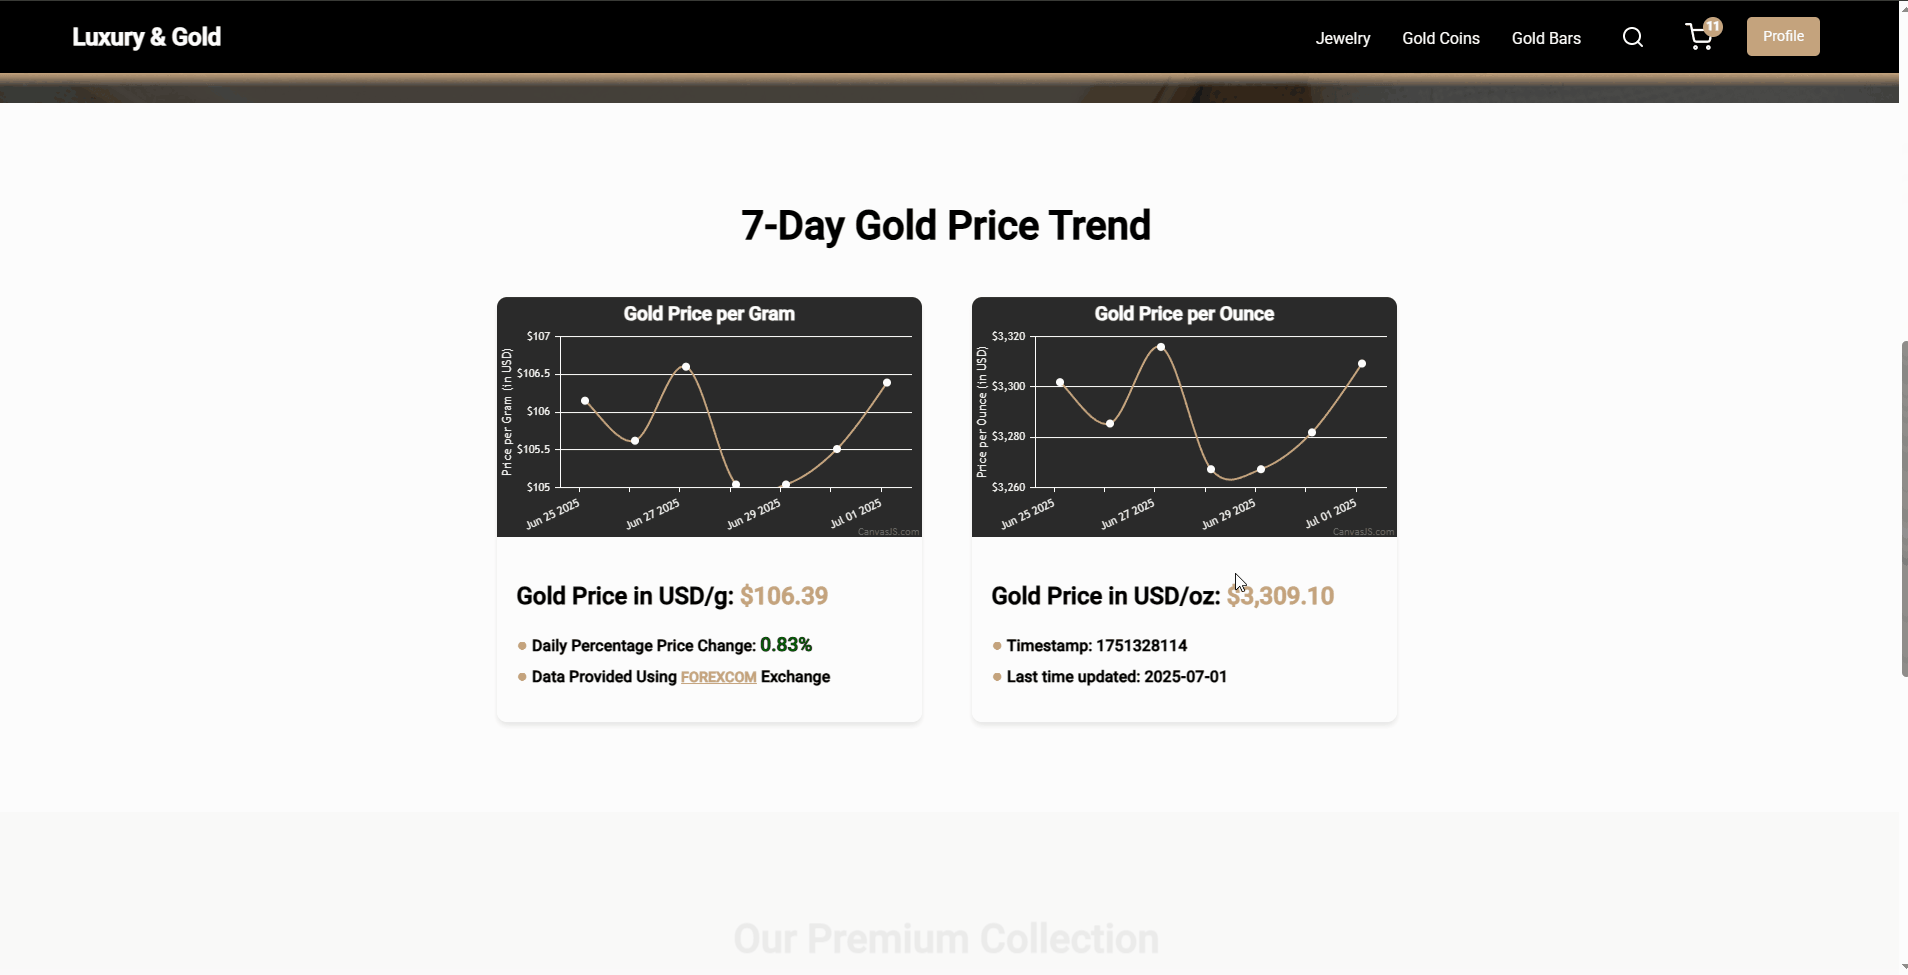 Luxury & Gold
Jewelry
Gold Coins
Gold Bars
11
Profile
7-Day Gold Price Trend
Gold Price per Gram
Price per Gram (in USD)
$107
$106.5
$106
$105.5
$105
Jun 25 2025
Jun 27 2025
Jun 29 2025
Jul 01 2025
CanvasJS.com
Gold Price in USD/g: $106.39
Daily Percentage Price Change: 0.83%
Data Provided Using FOREXCOM Exchange
Gold Price per Ounce
Price per Ounce (in USD)
$3,320
$3,300
$3,280
$3,260
Jun 25 2025
Jun 27 2025
Jun 29 2025
Jul 01 2025
CanvasJS.com
Gold Price in USD/oz: $3,309.10
Timestamp: 1751328114
Last time updated: 2025-07-01
Our Premium Collection